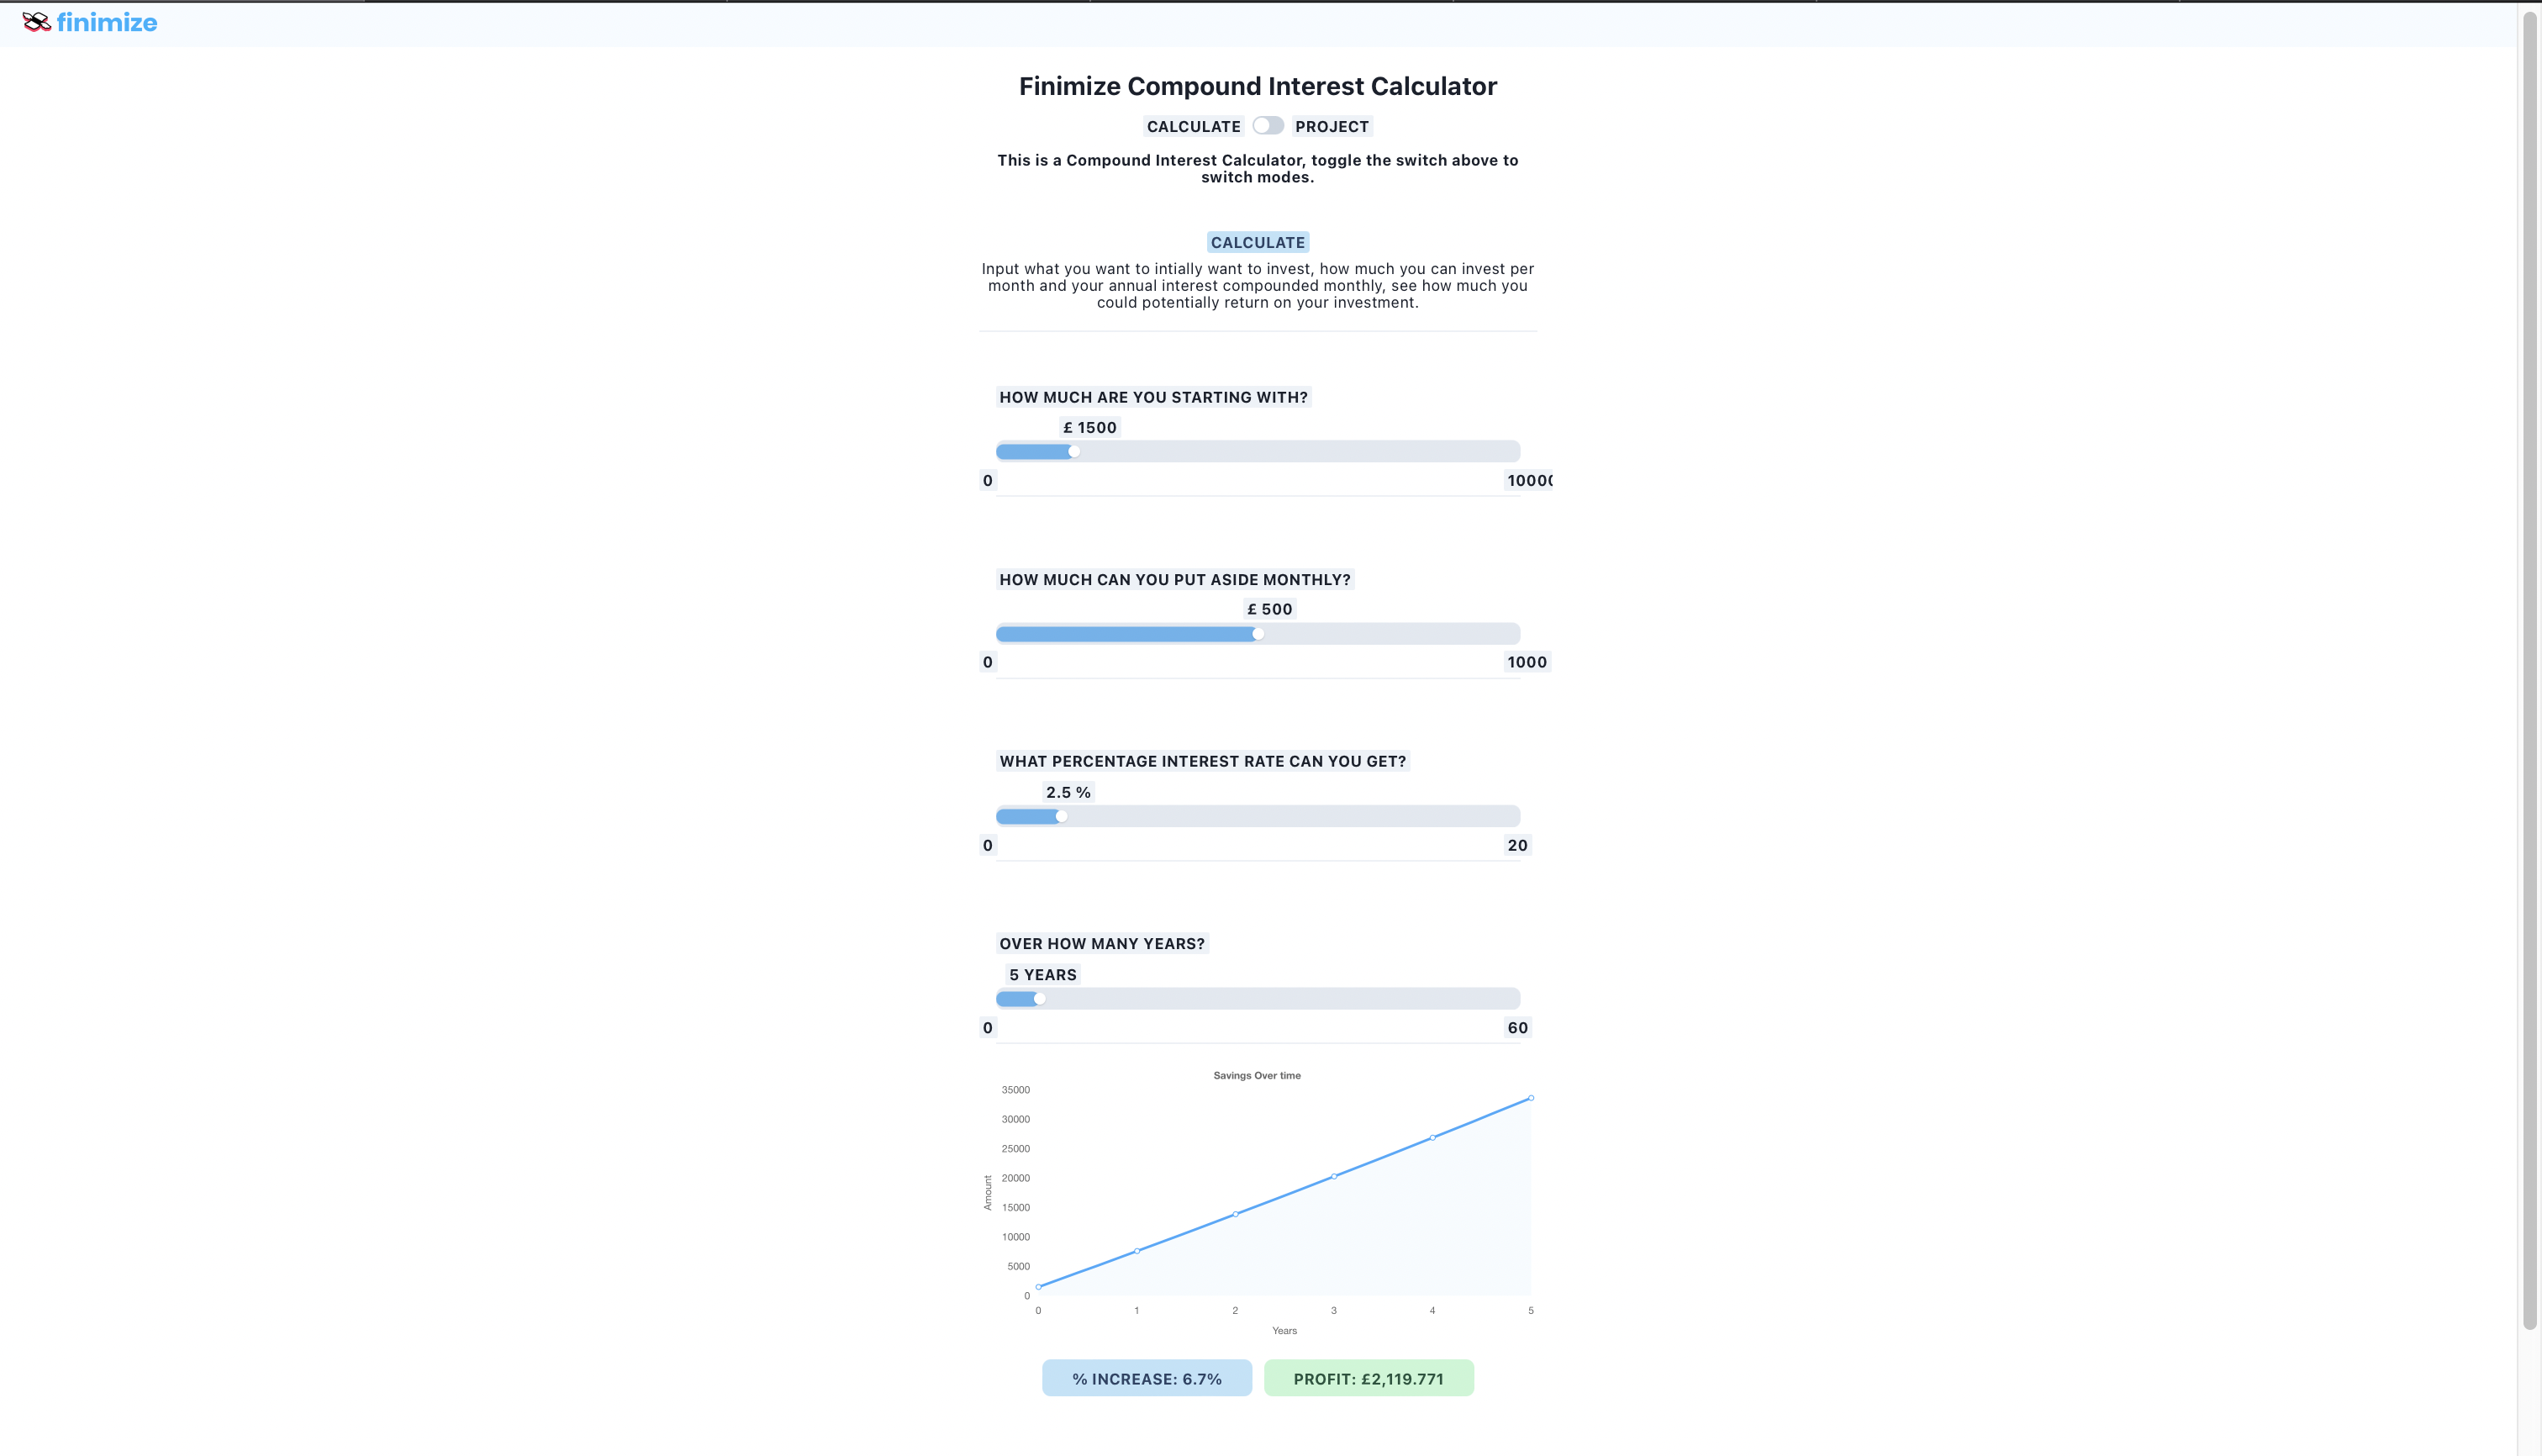 finimize
Finimize Compound Interest Calculator
CALCULATE PROJECT
This is a Compound Interest Calculator, toggle the switch above to
switch modes.
CALCULATE
Input what you want to intially want to invest, how much you can invest per
month and your annual interest compounded monthly, see how much you
could potentially return on your investment.
HOW MUCH ARE YOU STARTING WITH?
£ 1500
0 10000
HOW MUCH CAN YOU PUT ASIDE MONTHLY?
£ 500
0 1000
WHAT PERCENTAGE INTEREST RATE CAN YOU GET?
2.5 %
0 20
OVER HOW MANY YEARS?
5 YEARS
0 60
Savings Over time
35000
30000
25000
20000
15000
10000
5000
0
Amount
0 1 2 3 4 5
Years
% INCREASE: 6.7% PROFIT: £2,119.771